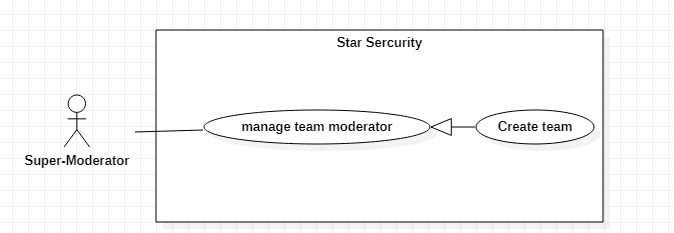 Star Sercurity
manage team moderator
Create team
Super-Moderator